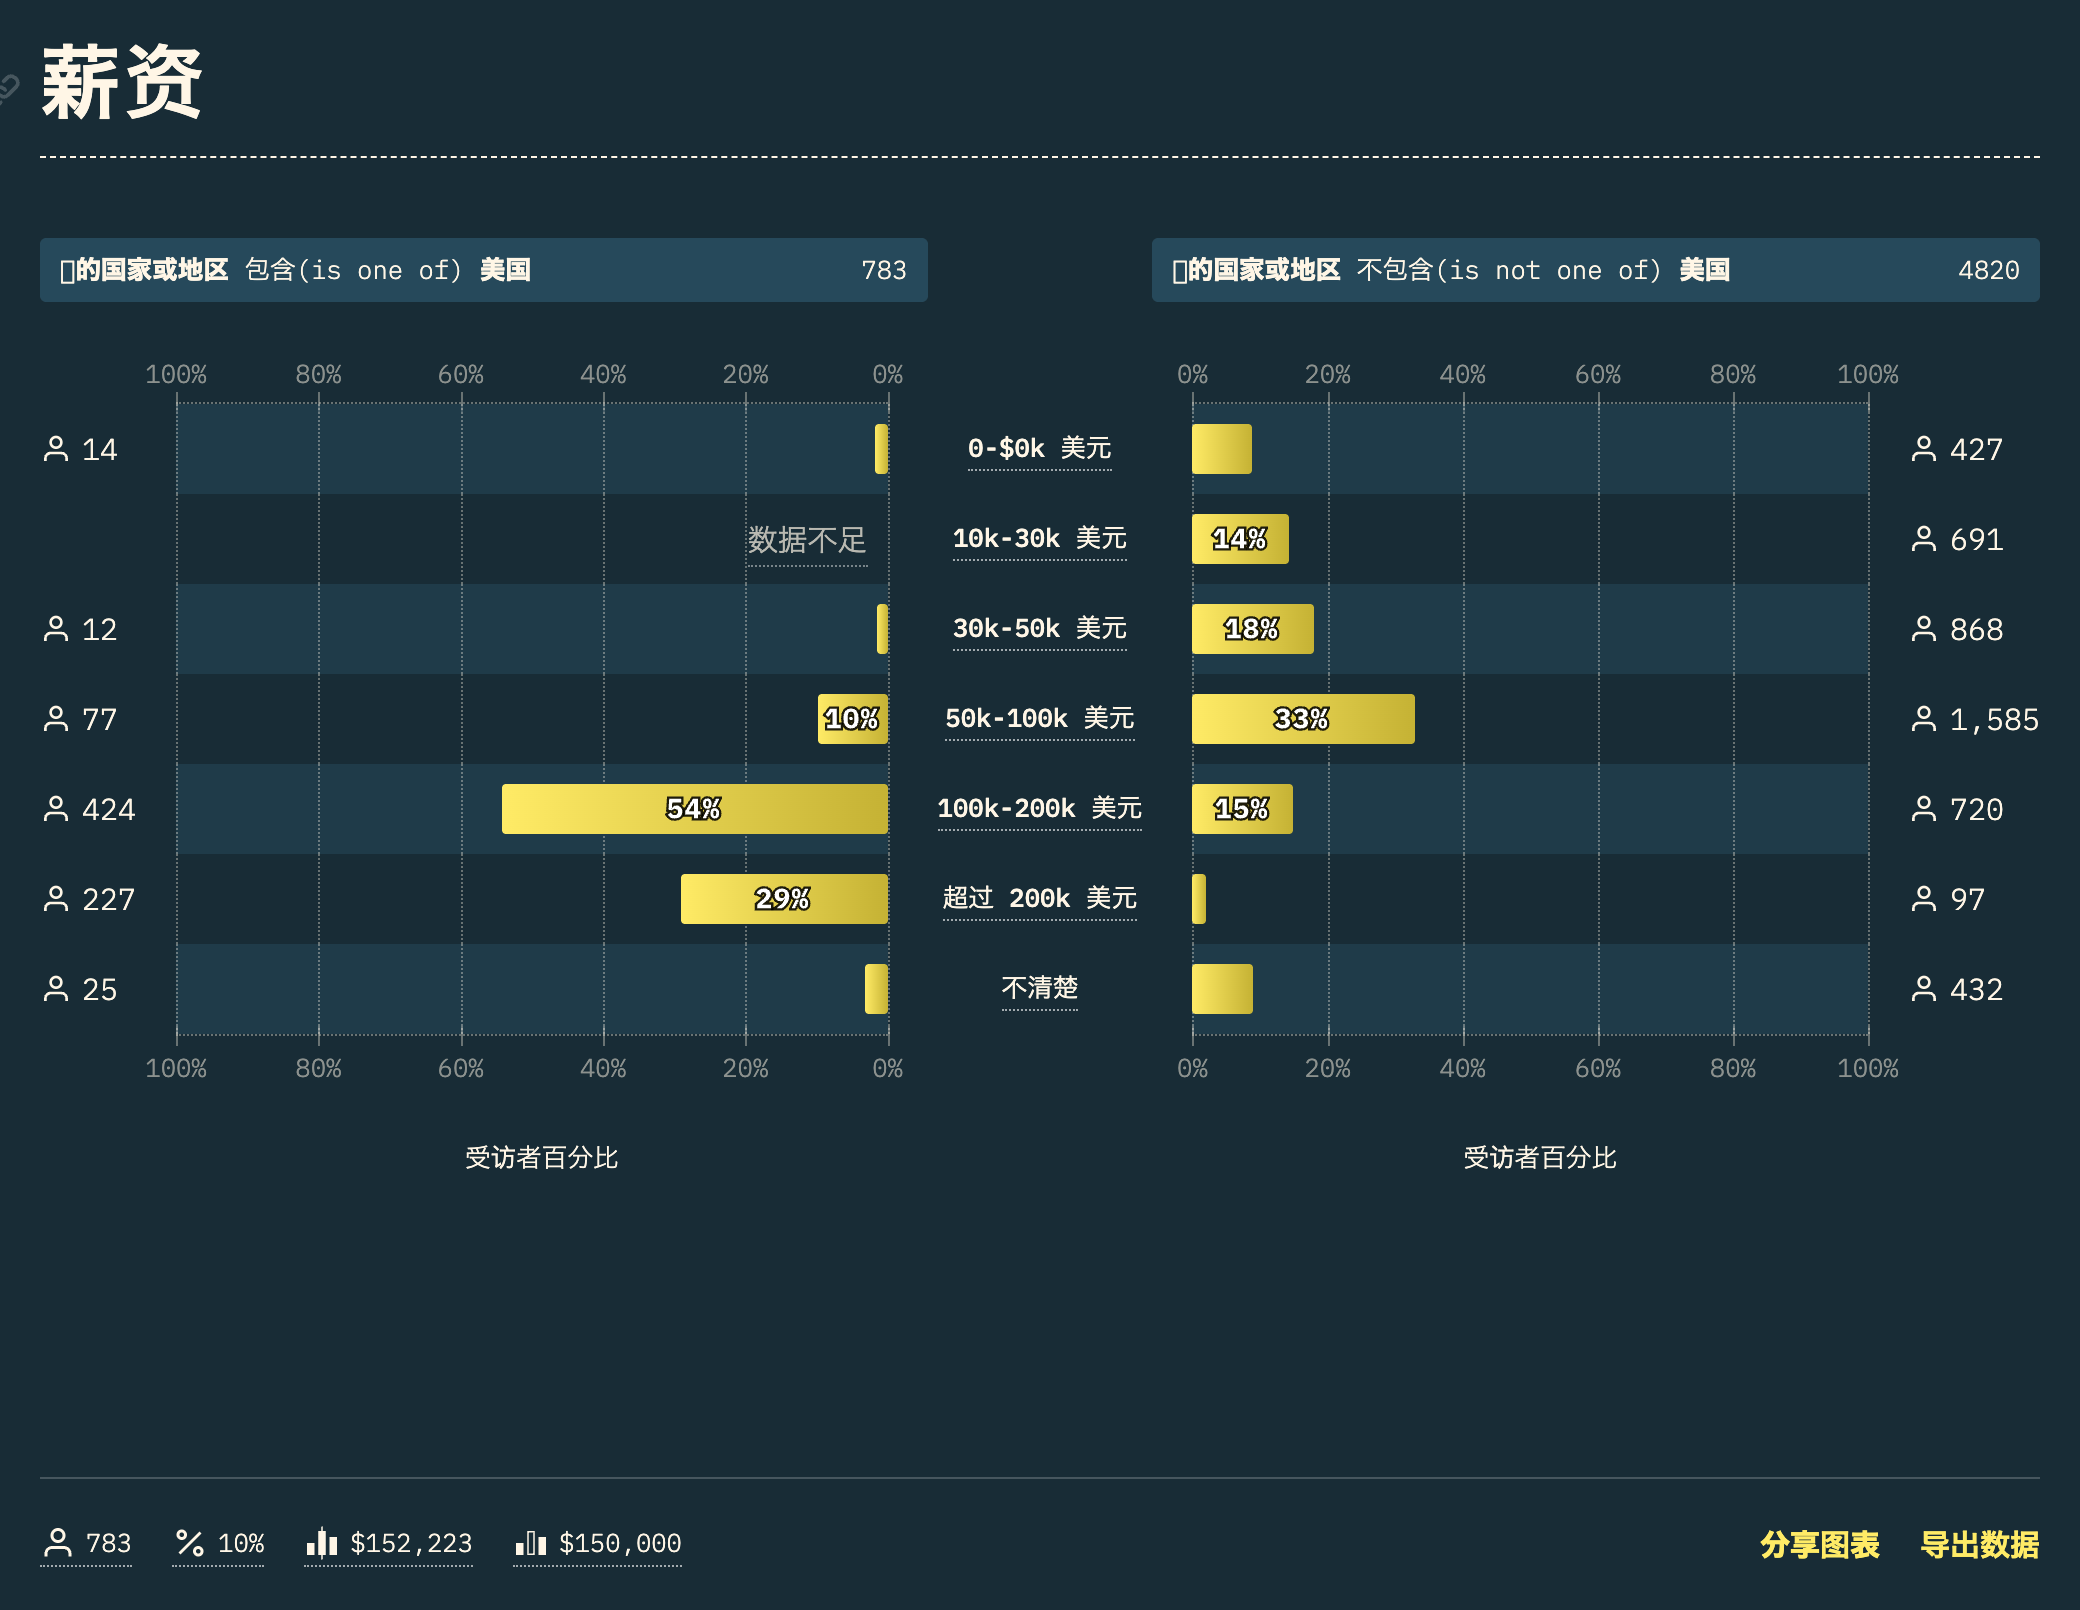 薪资
的国家或地区 包含(is one of) 美国 783
的国家或地区 不包含(is not one of) 美国 4820
100% 80% 60% 40% 20% 0%
0% 20% 40% 60% 80% 100%
14 0-$0k 美元 427
数据不足 10k-30k 美元 14% 691
12 30k-50k 美元 18% 868
77 10% 50k-100k 美元 33% 1,585
424 54% 100k-200k 美元 15% 720
227 29% 超过 200k 美元 97
25 不清楚 432
100% 80% 60% 40% 20% 0%
0% 20% 40% 60% 80% 100%
受访者百分比
受访者百分比
783 10% $152,223 $150,000
分享图表 导出数据